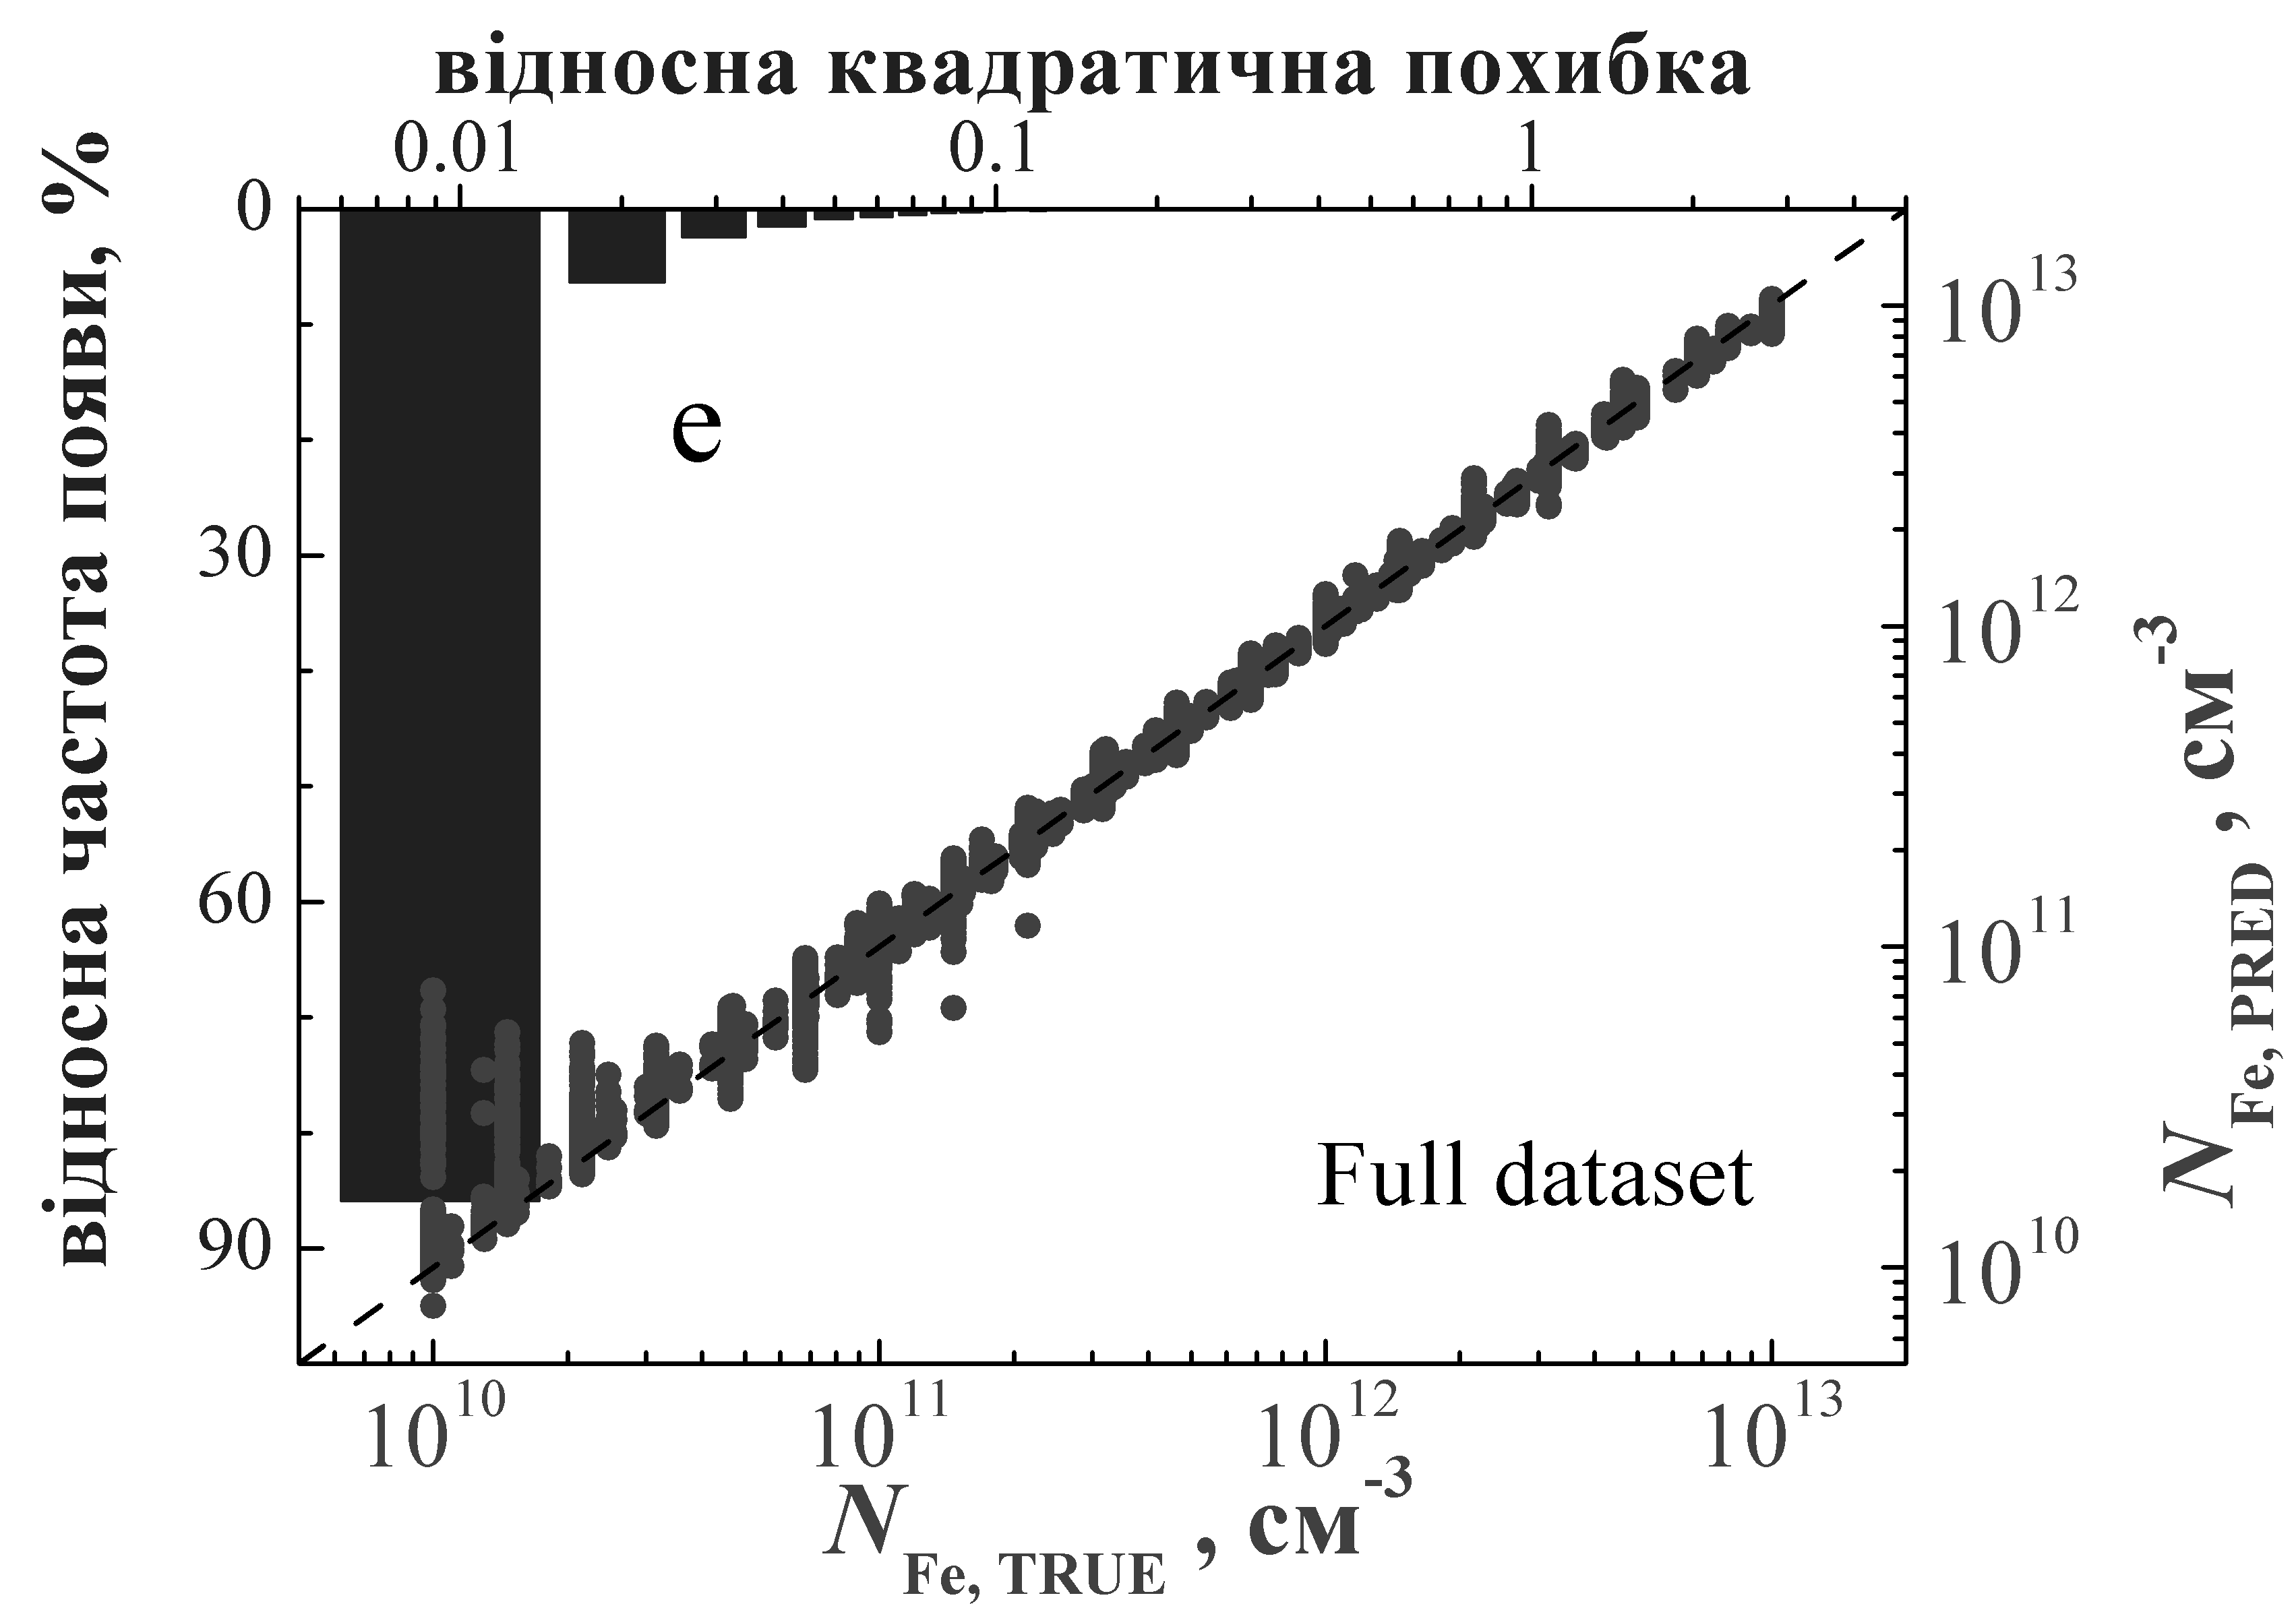 відносна квадратична похибка
0.01 0.1 1
відносна частота появи, %
0
30
60
90
e
Full dataset
10^13
10^12
10^11
10^10
N_Fe, PRED , см^-3
10^10 10^11 10^12 10^13
N_Fe, TRUE , см^-3